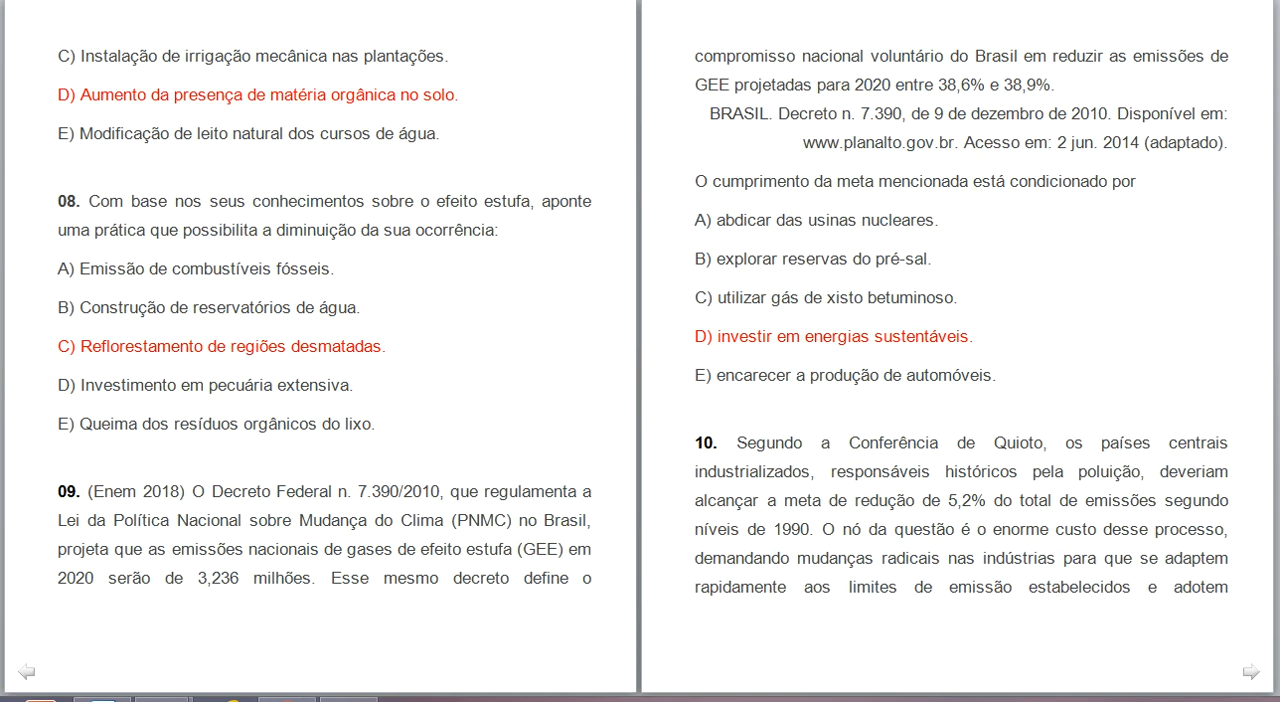 C) Instalação de irrigação mecânica nas plantações.
D) Aumento da presença de matéria orgânica no solo.
E) Modificação de leito natural dos cursos de água.
08. Com base nos seus conhecimentos sobre o efeito estufa, aponte
uma prática que possibilita a diminuição da sua ocorrência:
A) Emissão de combustíveis fósseis.
B) Construção de reservatórios de água.
C) Reflorestamento de regiões desmatadas.
D) Investimento em pecuária extensiva.
E) Queima dos resíduos orgânicos do lixo.
09. (Enem 2018) O Decreto Federal n. 7.390/2010, que regulamenta a
Lei da Política Nacional sobre Mudança do Clima (PNMC) no Brasil,
projeta que as emissões nacionais de gases de efeito estufa (GEE) em
2020 serão de 3,236 milhões. Esse mesmo decreto define o
compromisso nacional voluntário do Brasil em reduzir as emissões de
GEE projetadas para 2020 entre 38,6% e 38,9%.
BRASIL. Decreto n. 7.390, de 9 de dezembro de 2010. Disponível em:
www.planalto.gov.br. Acesso em: 2 jun. 2014 (adaptado).
O cumprimento da meta mencionada está condicionado por
A) abdicar das usinas nucleares.
B) explorar reservas do pré-sal.
C) utilizar gás de xisto betuminoso.
D) investir em energias sustentáveis.
E) encarecer a produção de automóveis.
10. Segundo a Conferência de Quioto, os países centrais
industrializados, responsáveis históricos pela poluição, deveriam
alcançar a meta de redução de 5,2% do total de emissões segundo
níveis de 1990. O nó da questão é o enorme custo desse processo,
demandando mudanças radicais nas indústrias para que se adaptem
rapidamente aos limites de emissão estabelecidos e adotem